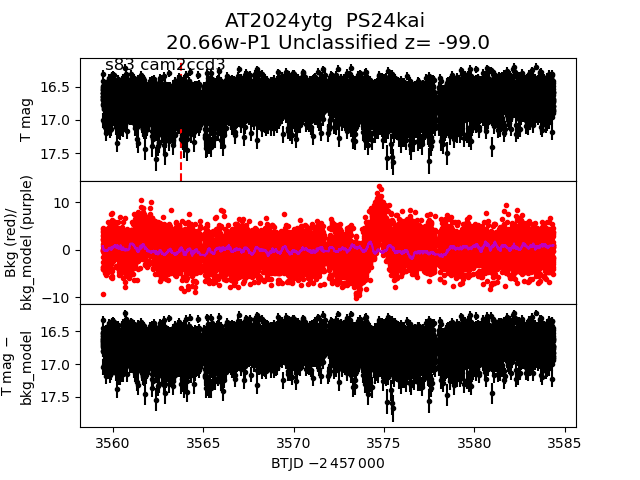 AT2024ytg  PS24kai
20.66w-P1 Unclassified z= -99.0
s83 cam2ccd3
T mag
16.5
17.0
17.5
Bkg (red)/
bkg_model (purple)
10
0
−10
T mag −
bkg_model
16.5
17.0
17.5
3560 3565 3570 3575 3580 3585
BTJD −2 457 000